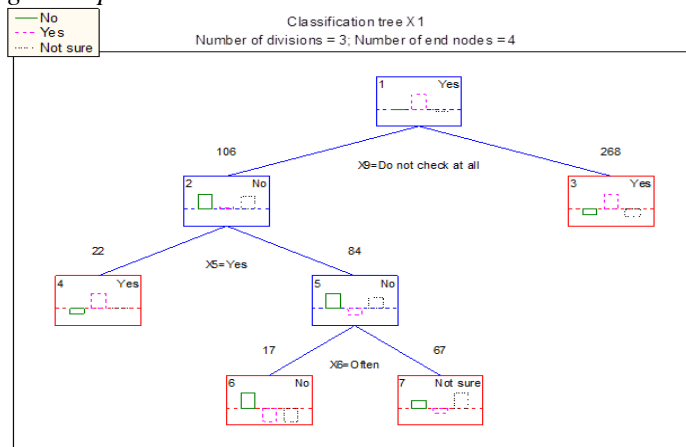 No
Yes
Not sure
Classification tree X1
Number of divisions = 3; Number of end nodes = 4
1 Yes
106
X9=Do not check at all
268
2 No
3 Yes
22
X5=Yes
84
4 Yes
5 No
17
X6=Often
67
6 No
7 Not sure